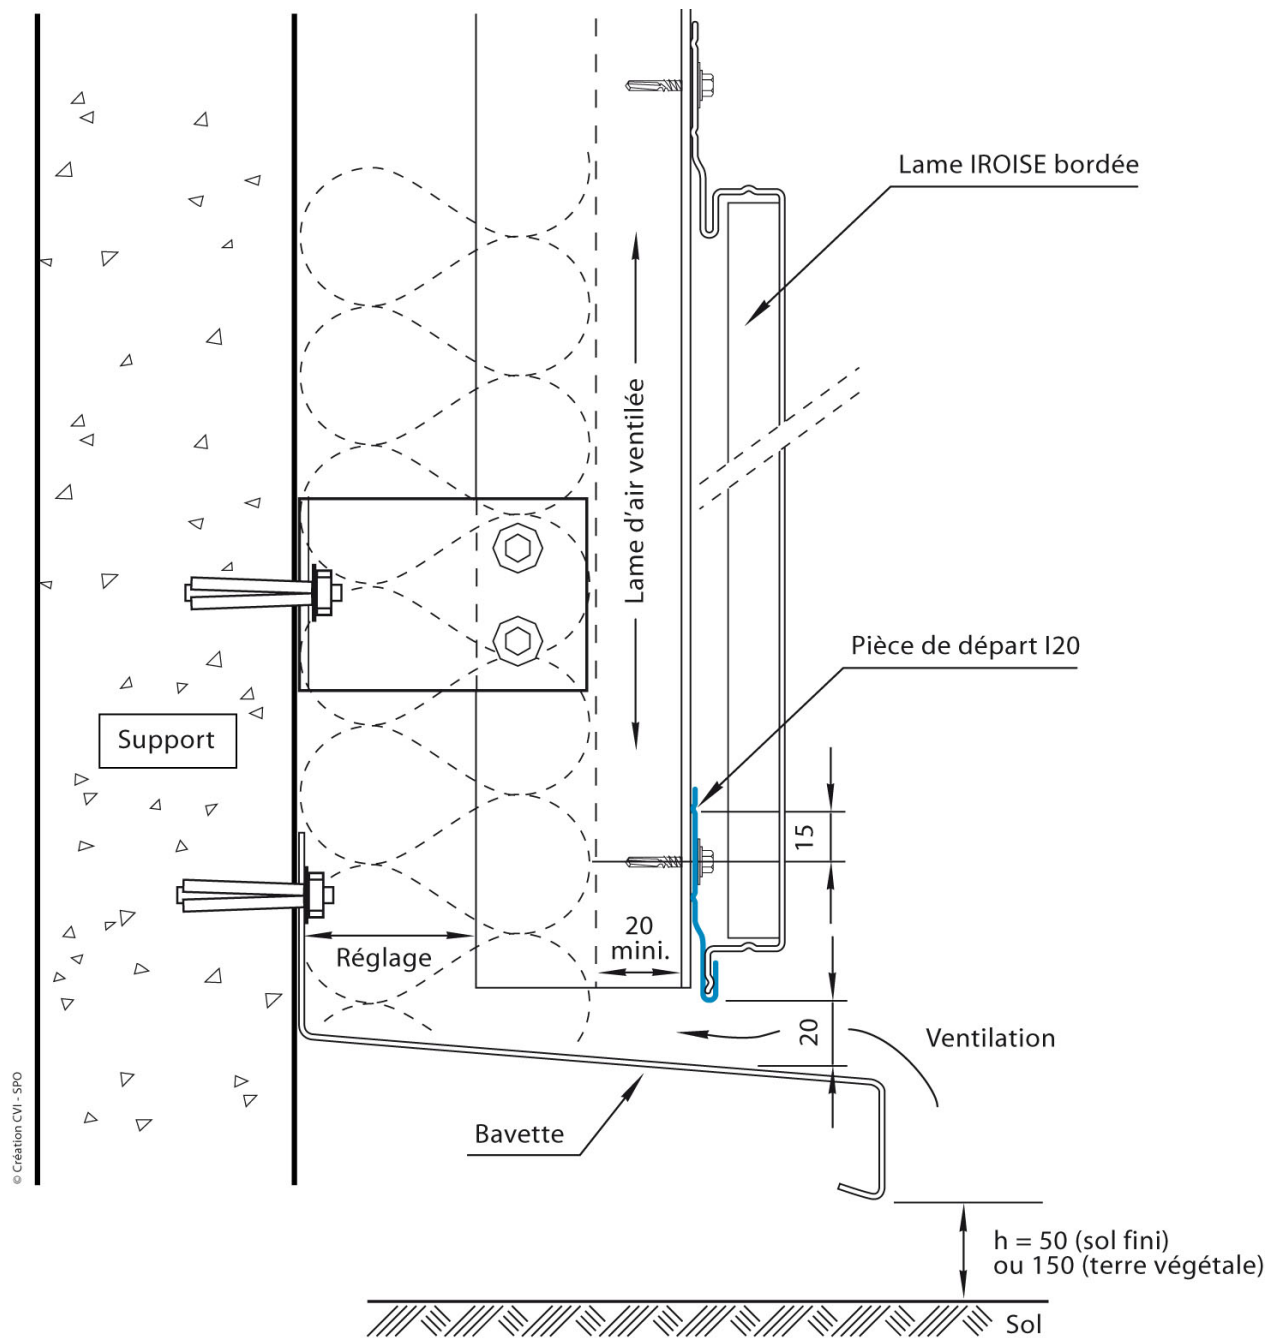 Lame IROISE bordée
Lame d'air ventilée
Pièce de départ I20
Support
15
20
mini.
Réglage
20
Ventilation
Bavette
© Création CVI - SPO
h = 50 (sol fini)
ou 150 (terre végétale)
Sol